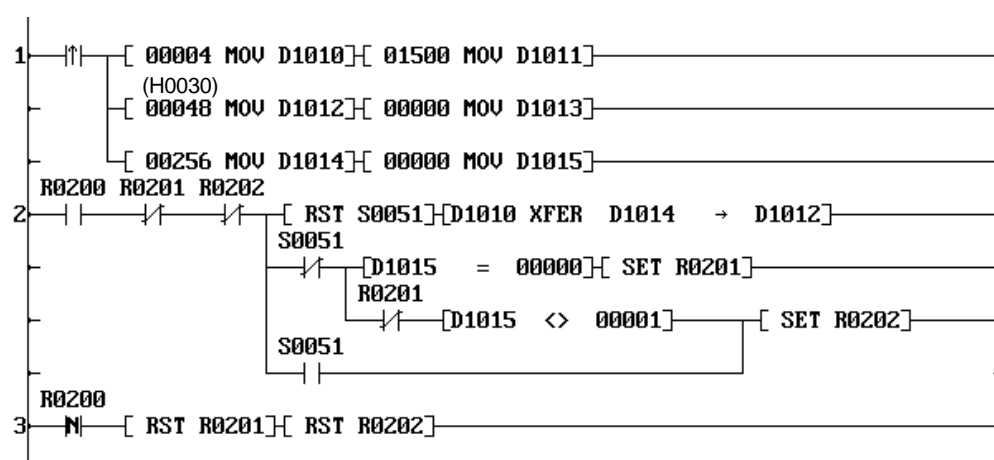 1 [ 00004 MOV D1010] [ 01500 MOV D1011]
(H0030)
[ 00048 MOV D1012] [ 00000 MOV D1013]
[ 00256 MOV D1014] [ 00000 MOV D1015]
R0200 R0201 R0202
2 [ RST S0051] [D1010 XFER D1014 → D1012]
S0051
[D1015 = 00000] [ SET R0201]
R0201
[D1015 <> 00001] [ SET R0202]
S0051
R0200
3 N [ RST R0201] [ RST R0202]